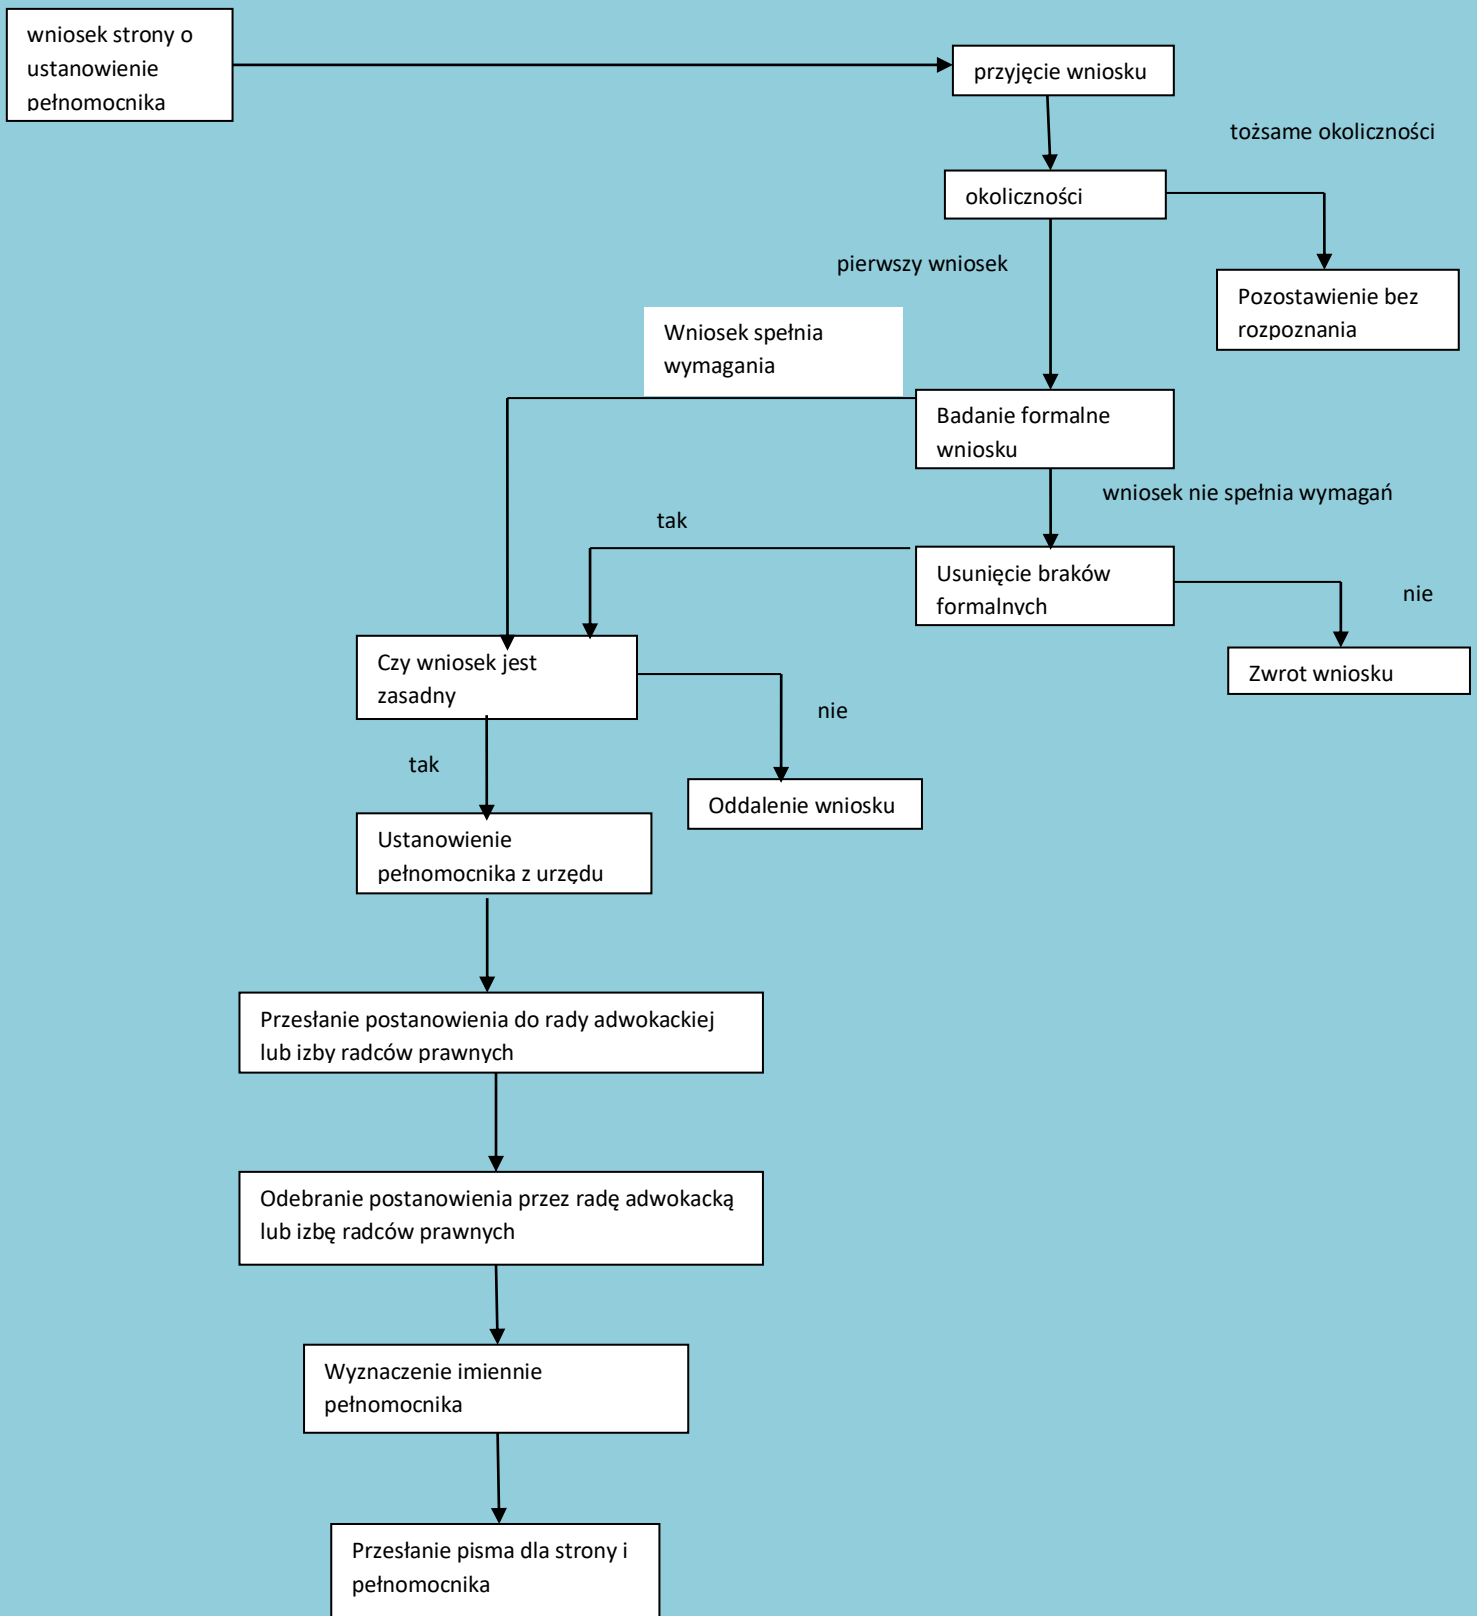 wniosek strony o
ustanowienie
pełnomocnika
przyjęcie wniosku
tożsame okoliczności
okoliczności
pierwszy wniosek
Pozostawienie bez
rozpoznania
Wniosek spełnia
wymagania
Badanie formalne
wniosku
wniosek nie spełnia wymagań
tak
Usunięcie braków
formalnych
nie
Czy wniosek jest
zasadny
Zwrot wniosku
nie
tak
Oddalenie wniosku
Ustanowienie
pełnomocnika z urzędu
Przesłanie postanowienia do rady adwokackiej
lub izby radców prawnych
Odebranie postanowienia przez radę adwokacką
lub izbę radców prawnych
Wyznaczenie imiennie
pełnomocnika
Przesłanie pisma dla strony i
pełnomocnika